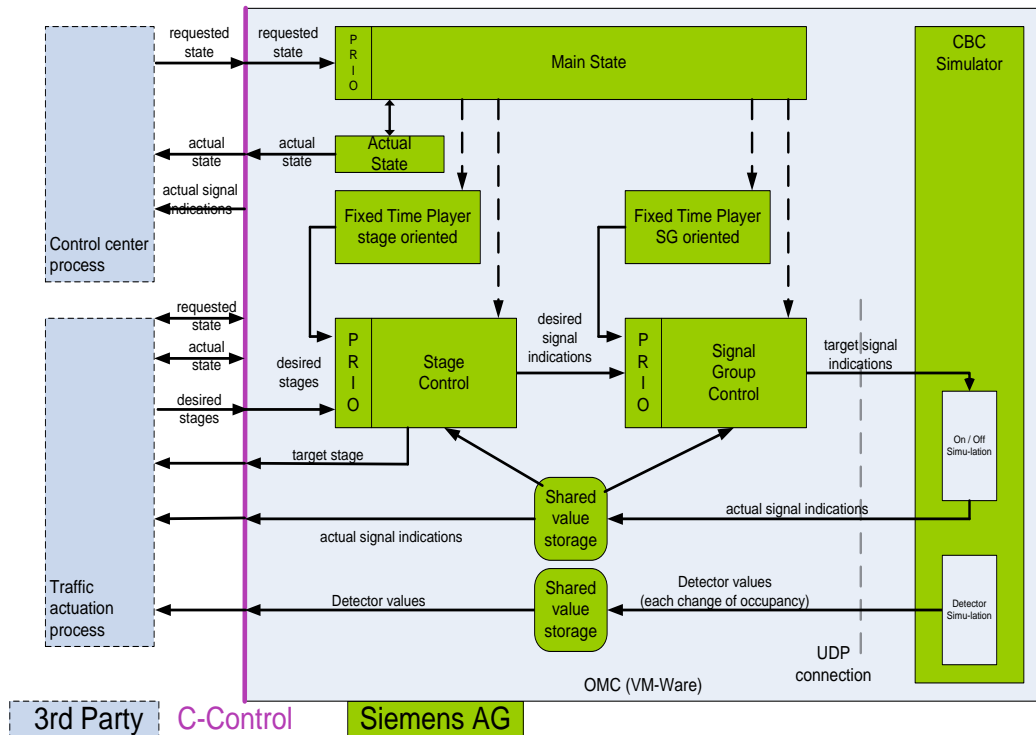 requested
state
requested
state
P
R
I
O
Main State
CBC
Simulator
actual
state
actual
state
Actual
State
actual signal
indications
Control center
process
Fixed Time Player
stage oriented
Fixed Time Player
SG oriented
requested
state
actual
state
desired
stages
desired stages
P
R
I
O
Stage
Control
desired
signal
indications
P
R
I
O
Signal
Group
Control
target signal
indications
On / Off
Simu-lation
target stage
Shared
value
storage
actual signal indications
actual signal indications
Traffic
actuation
process
Detector values
Shared
value
storage
Detector values
(each change of occupancy)
Detector
Simu-lation
UDP
connection
OMC (VM-Ware)
3rd Party
C-Control
Siemens AG